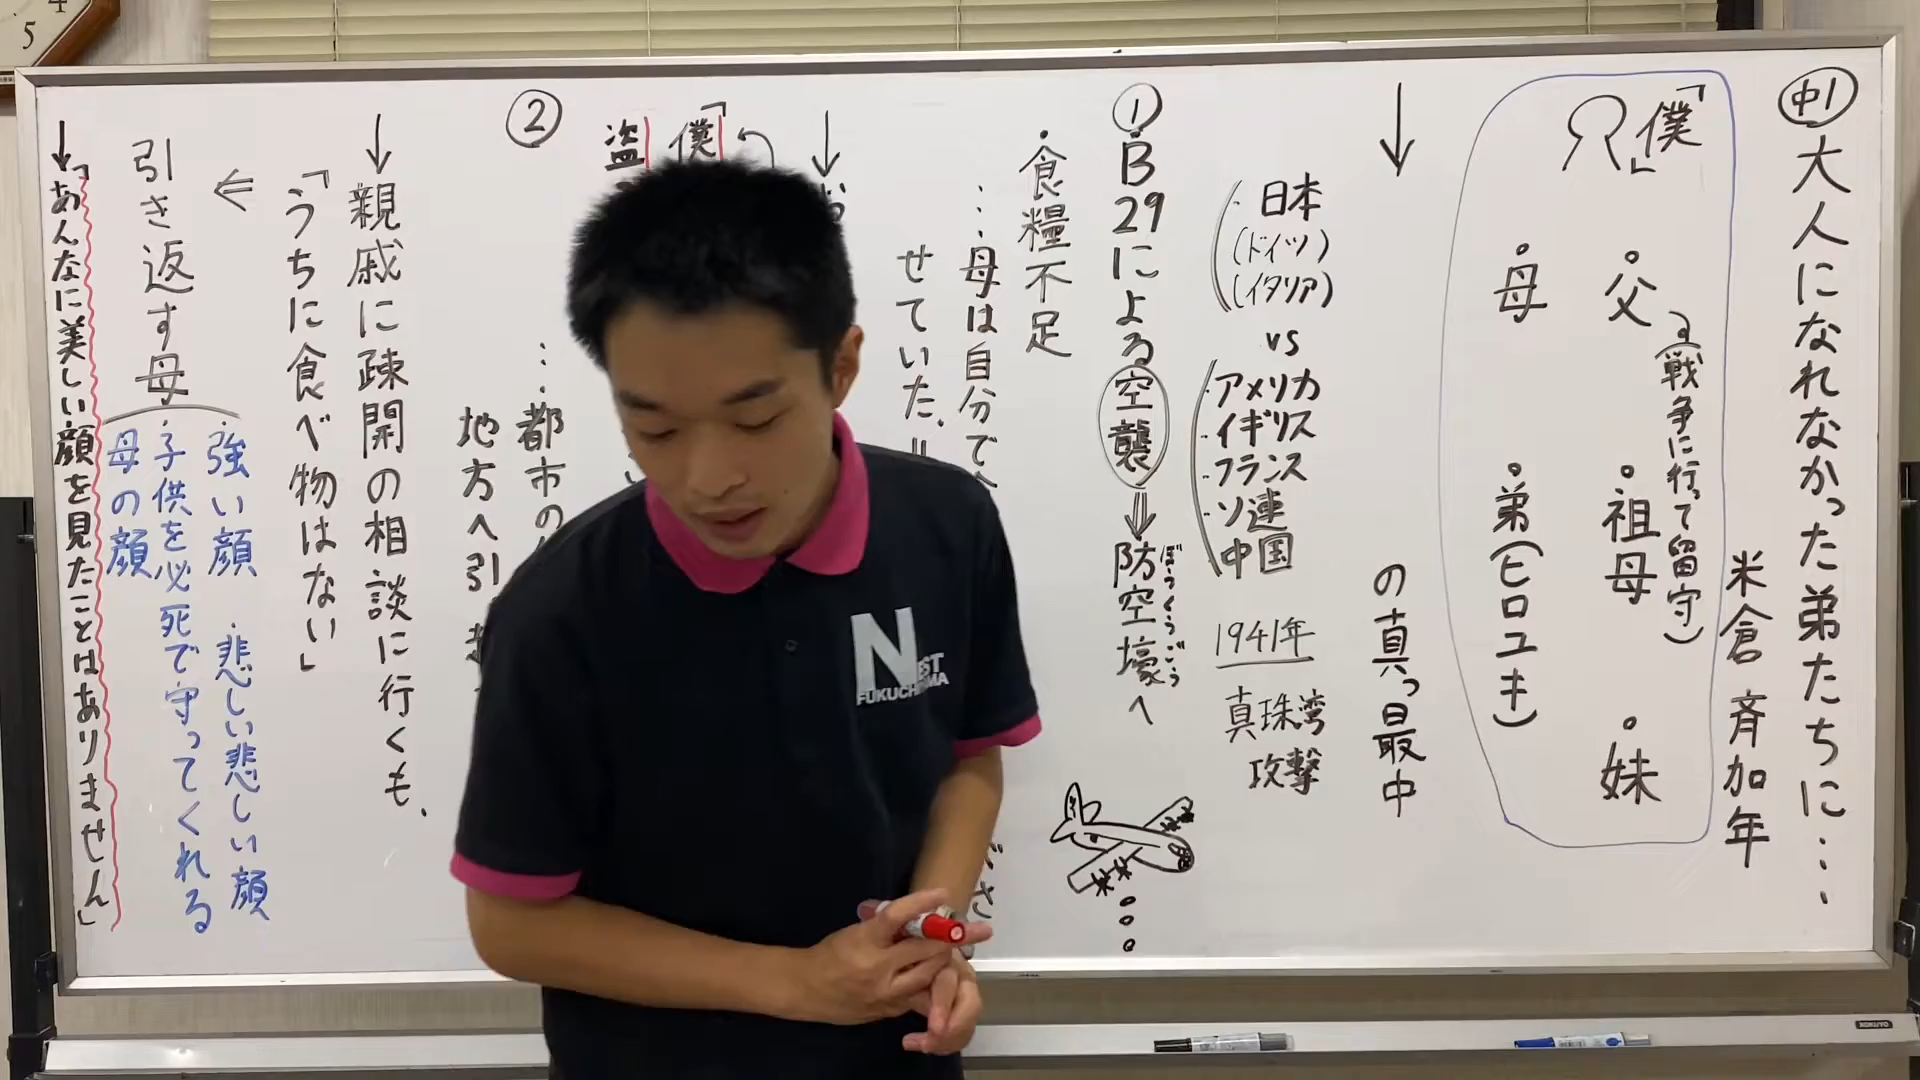 中1 大人になれなかった弟たちに…
米倉 斉加年
「僕」
・父
(戦争に行って留守)
・祖母
・妹
・母
・弟(ヒロユキ)
↓
の真っ最中
・日本
(ドイツ)
(イタリア)
vs
・アメリカ
・イギリス
・フランス
・ソ連
・中国
1941年
真珠湾
攻撃
①
・B29による空襲⇒防空壕へ
ぼうくうごう
・食糧不足
…母は自分で
せていた。
↓
「僕
盗
②
…都市の
地方へ引
↓親戚に疎開の相談に行くも、
「うちに食べ物はない」
⇐
引き返す母
・強い顔
・悲しい悲しい顔
・子供を必死で守ってくれる
母の顔
↓「あんなに美しい顔を見たことはありません」
NEST
FUKUCHIYAMA
4
5
KOKUYO